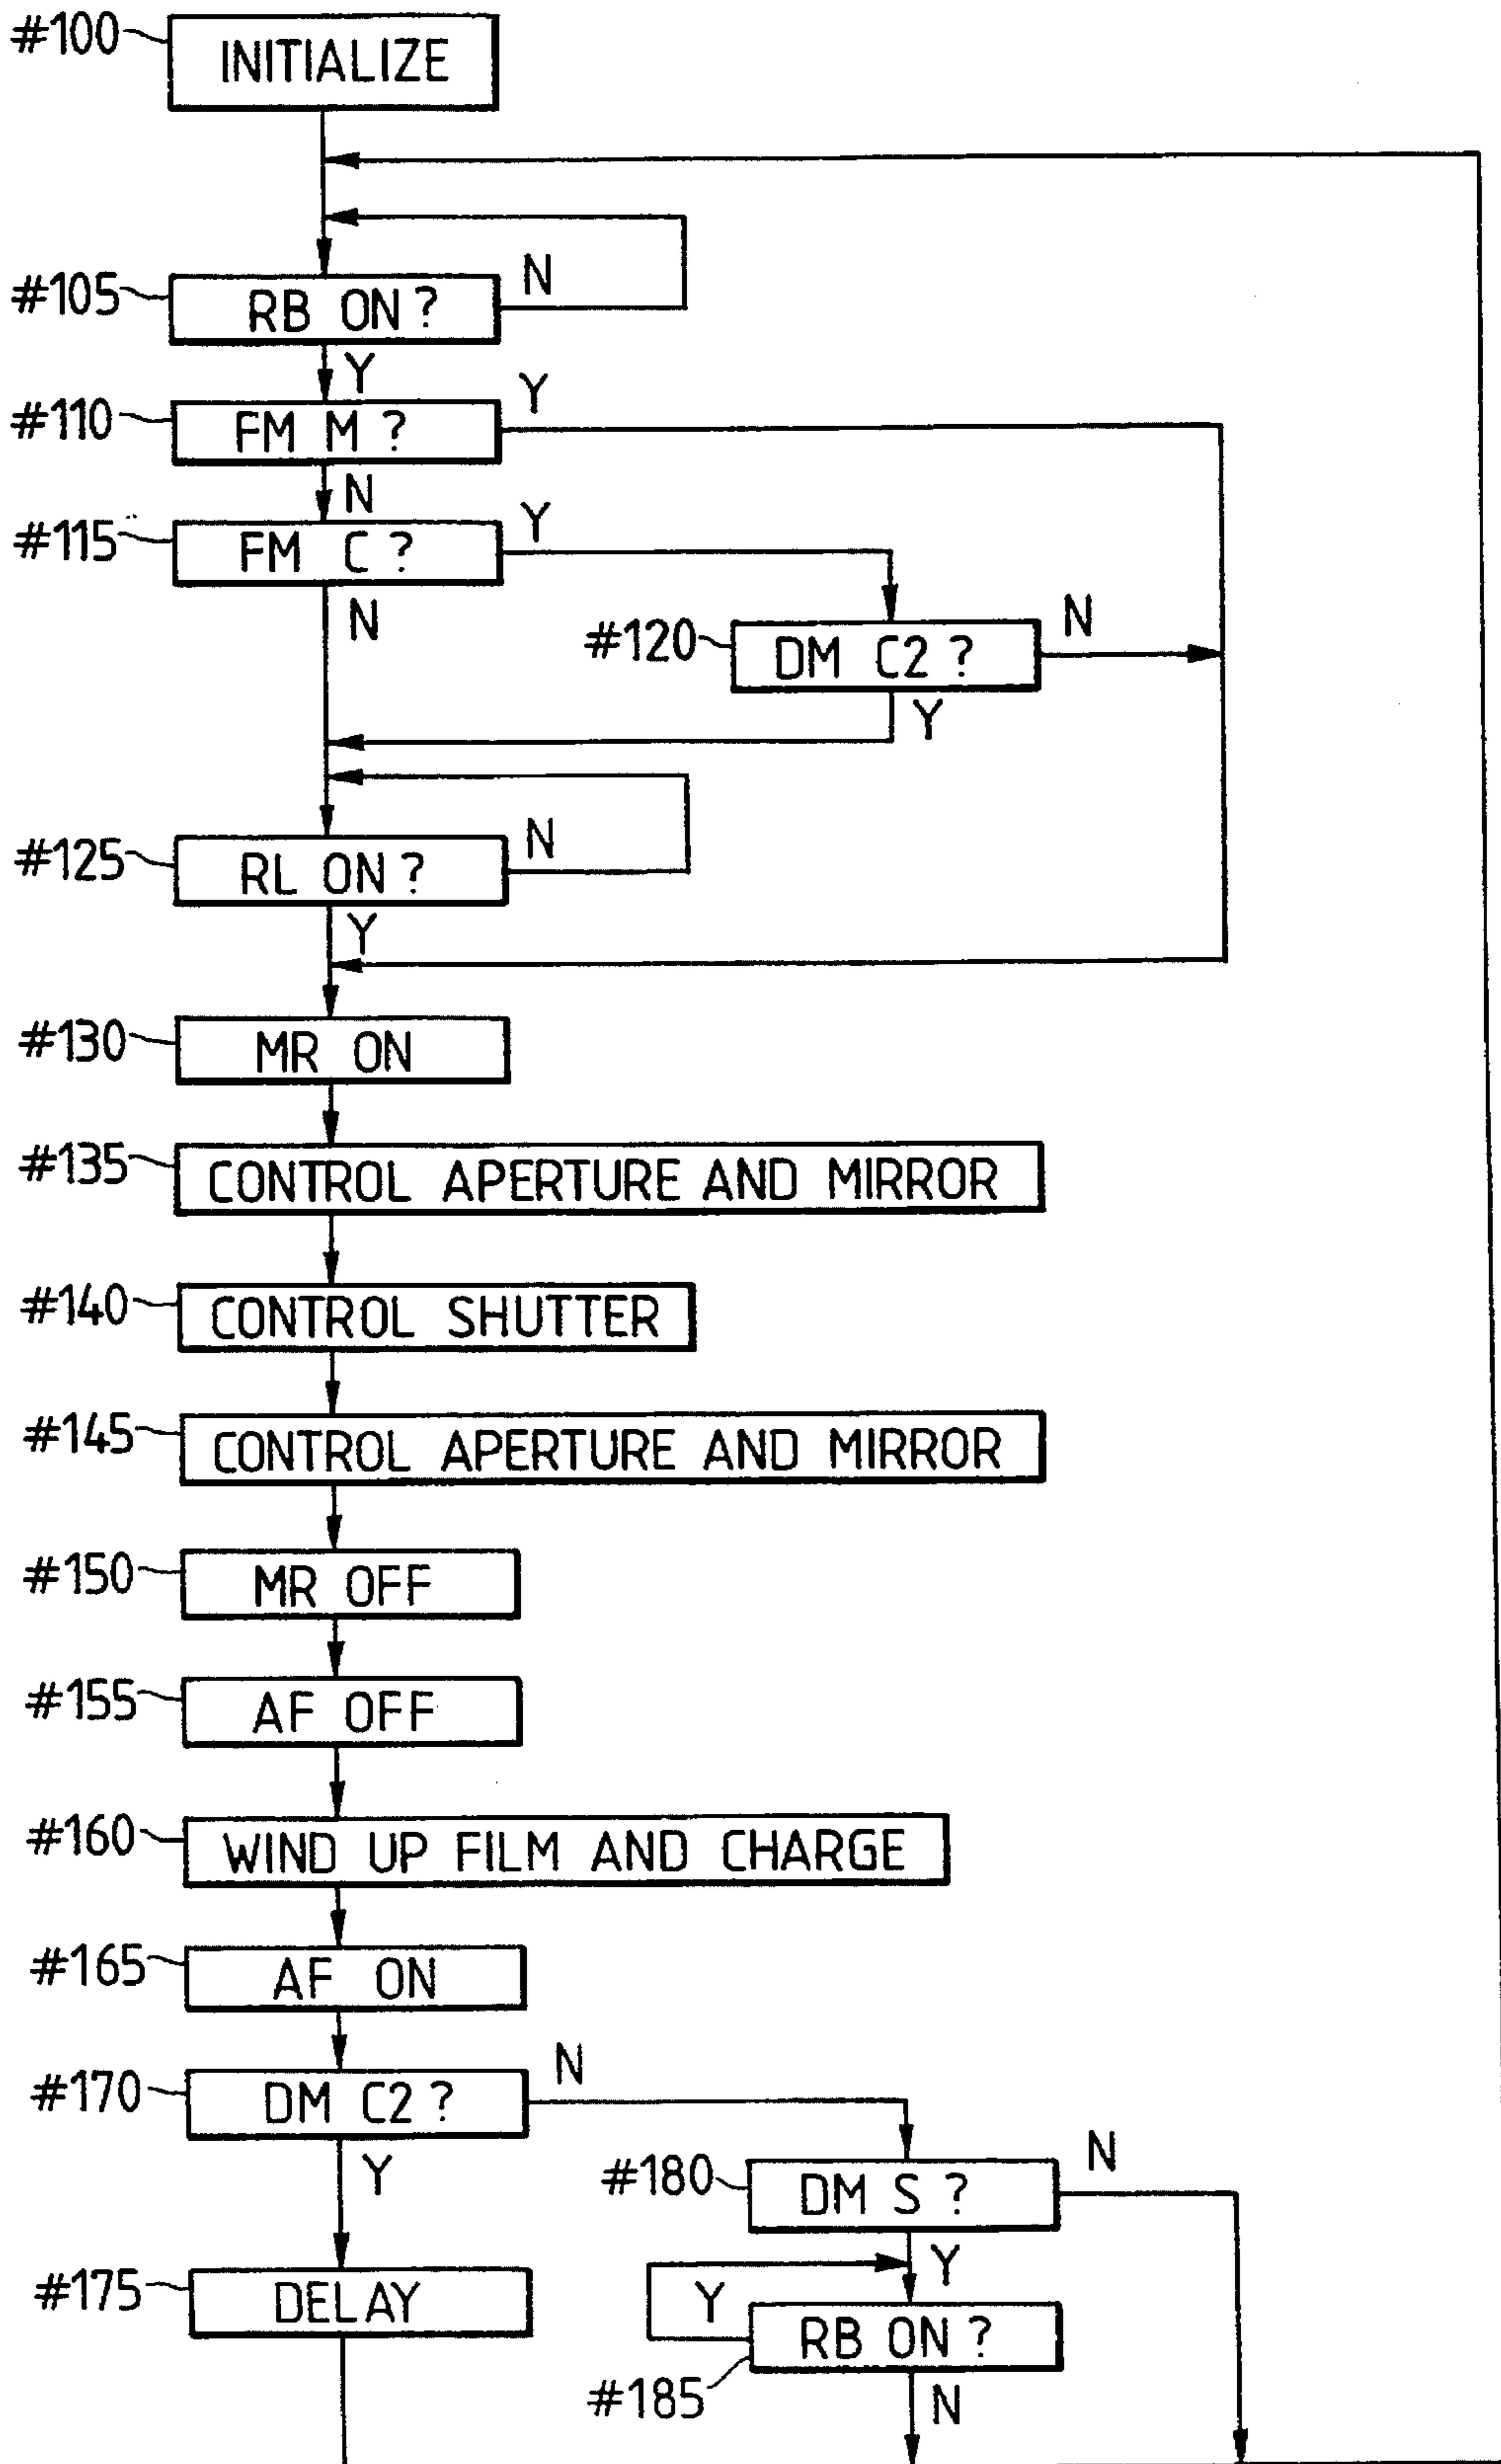 #100 INITIALIZE
#105 RB ON? N
Y
#110 FM M? Y
N
#115 FM C? Y
N
#120 DM C2? N
Y
#125 RL ON? N
Y
#130 MR ON
#135 CONTROL APERTURE AND MIRROR
#140 CONTROL SHUTTER
#145 CONTROL APERTURE AND MIRROR
#150 MR OFF
#155 AF OFF
#160 WIND UP FILM AND CHARGE
#165 AF ON
#170 DM C2? N
Y
#180 DM S? N
Y
#175 DELAY
Y RB ON?
#185 N